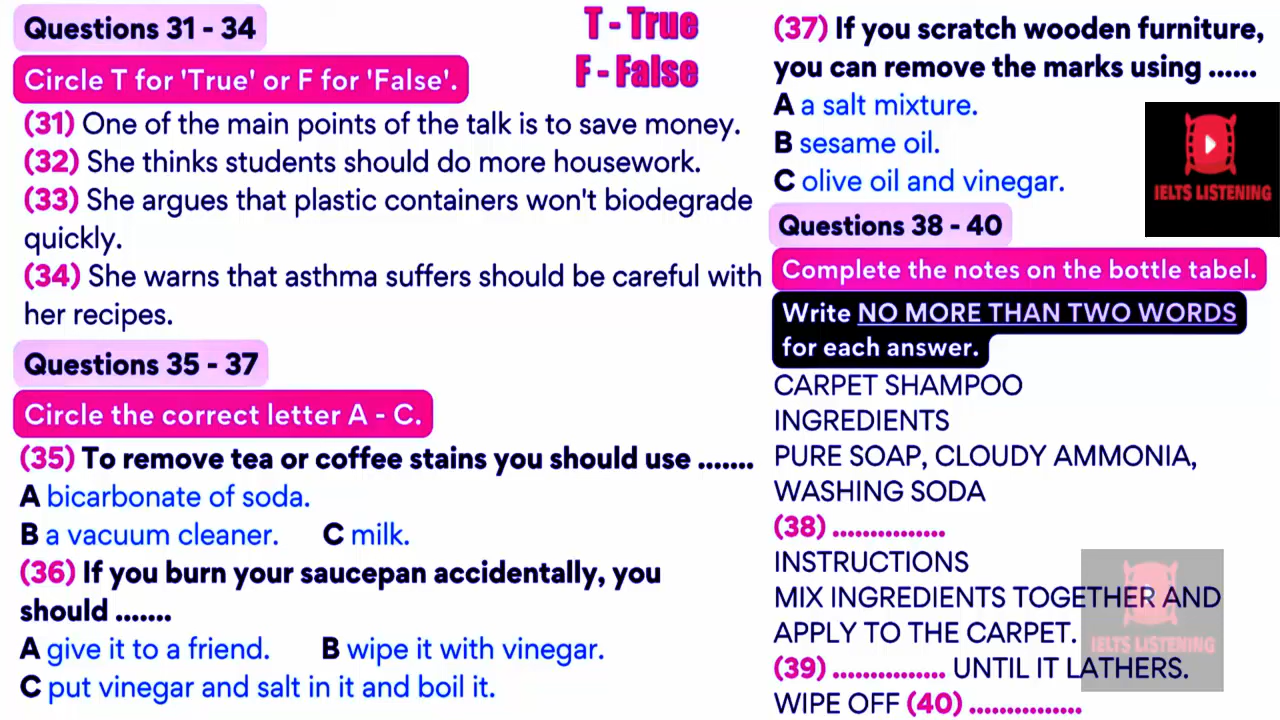 Questions 31 - 34
T - True
F - False
Circle T for 'True' or F for 'False'.
(31) One of the main points of the talk is to save money.
(32) She thinks students should do more housework.
(33) She argues that plastic containers won't biodegrade
quickly.
(34) She warns that asthma suffers should be careful with
her recipes.
Questions 35 - 37
Circle the correct letter A - C.
(35) To remove tea or coffee stains you should use .......
A bicarbonate of soda.
B a vacuum cleaner. C milk.
(36) If you burn your saucepan accidentally, you
should .......
A give it to a friend. B wipe it with vinegar.
C put vinegar and salt in it and boil it.
(37) If you scratch wooden furniture,
you can remove the marks using ......
A a salt mixture.
B sesame oil.
C olive oil and vinegar.
IELTS LISTENING
Questions 38 - 40
Complete the notes on the bottle tabel.
Write NO MORE THAN TWO WORDS
for each answer.
CARPET SHAMPOO
INGREDIENTS
PURE SOAP, CLOUDY AMMONIA,
WASHING SODA
(38) ................
INSTRUCTIONS
MIX INGREDIENTS TOGETHER AND
APPLY TO THE CARPET.
IELTS LISTENING
(39) ................ UNTIL IT LATHERS.
WIPE OFF (40) ................